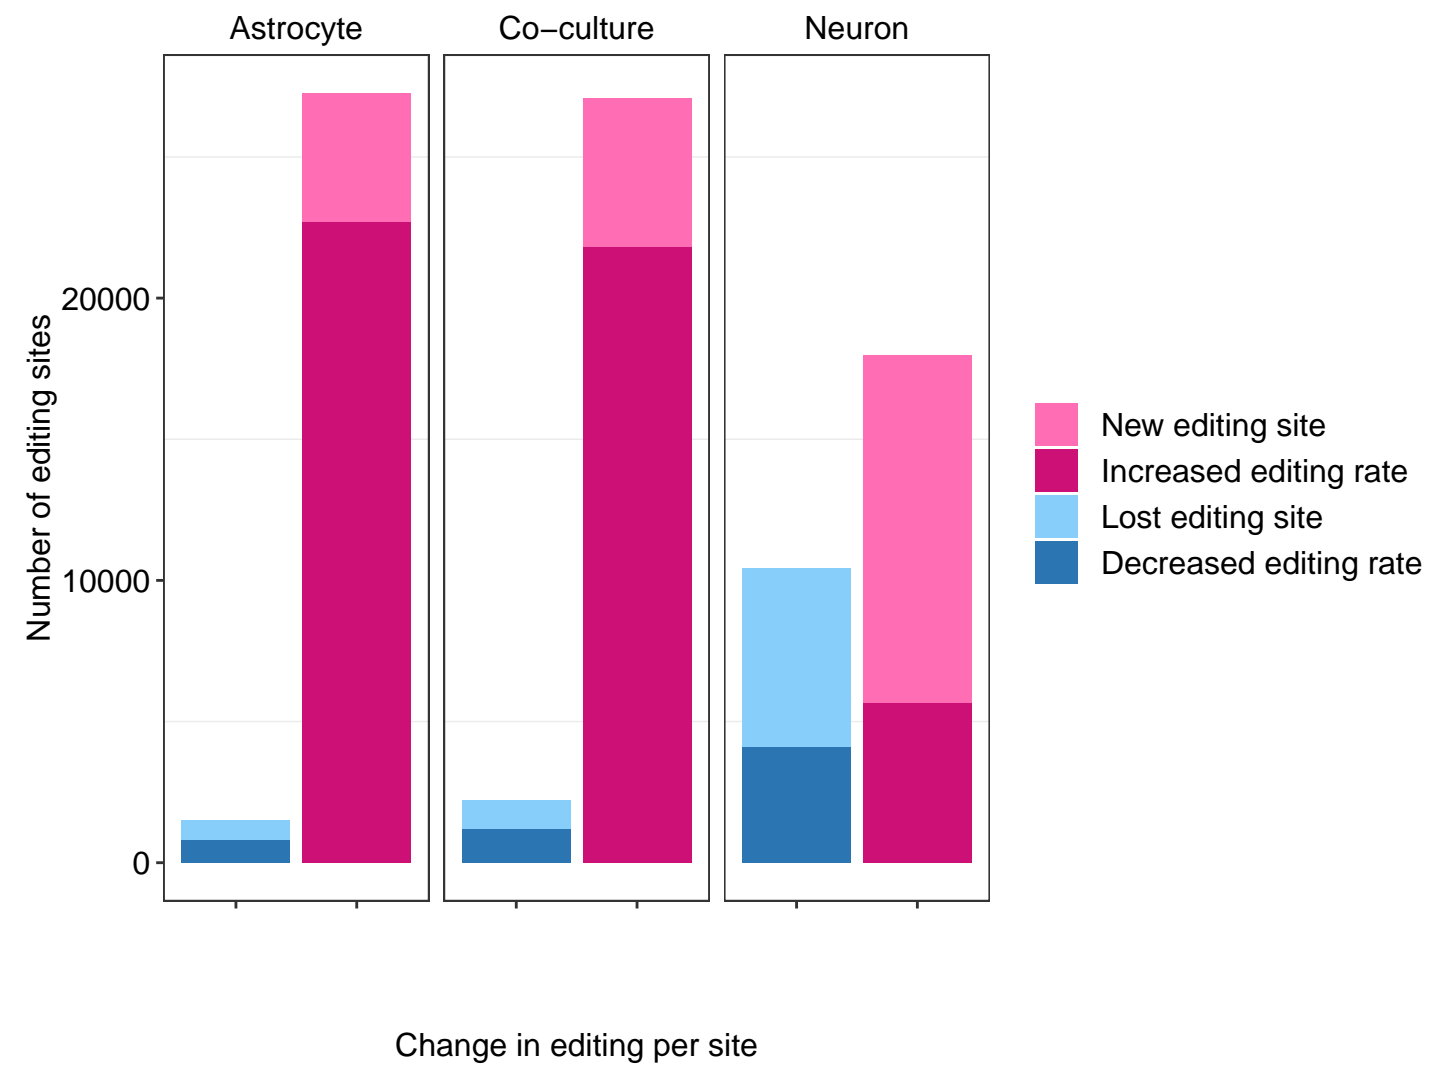 Astrocyte
Co−culture
Neuron
Number of editing sites
20000
10000
0
New editing site
Increased editing rate
Lost editing site
Decreased editing rate
Change in editing per site